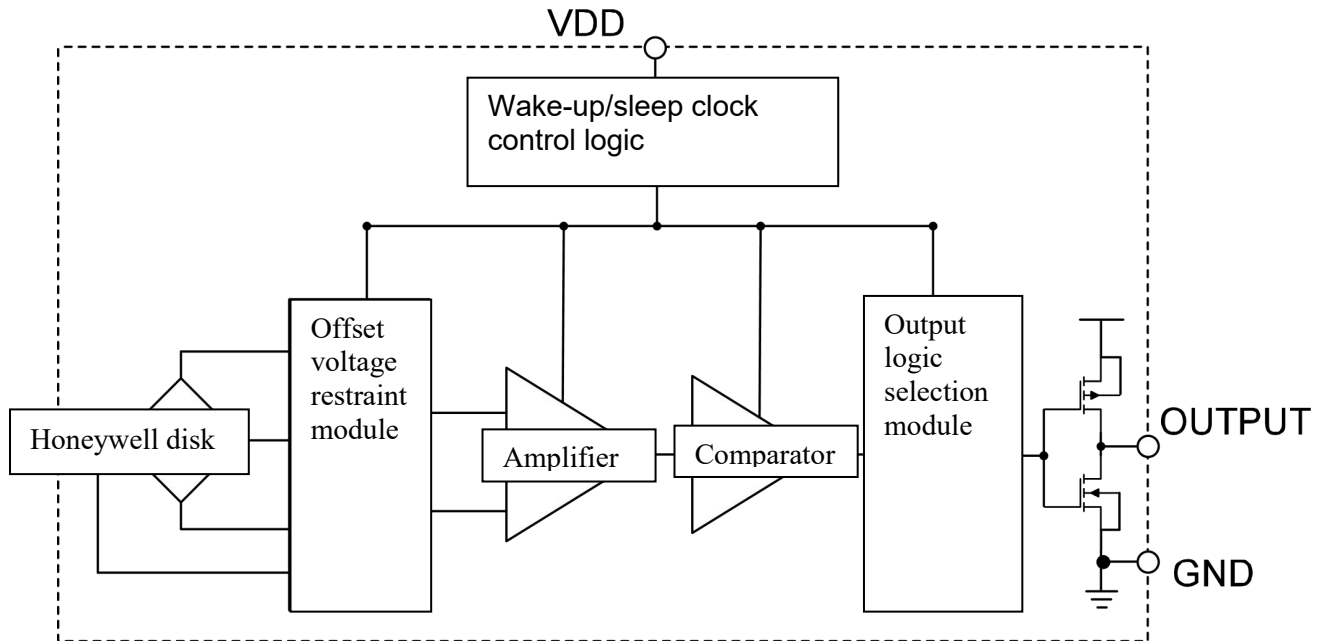 VDD
Wake-up/sleep clock
control logic
Offset
voltage
restraint
module
Output
logic
selection
module
Honeywell disk
Amplifier
Comparator
OUTPUT
GND